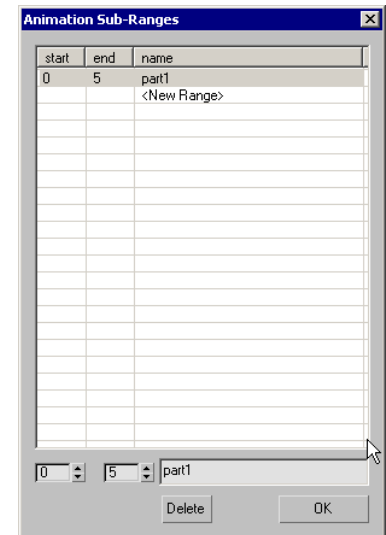 Animation Sub-Ranges
start end name
0 5 part1
<New Range>
0 5 part1
Delete OK